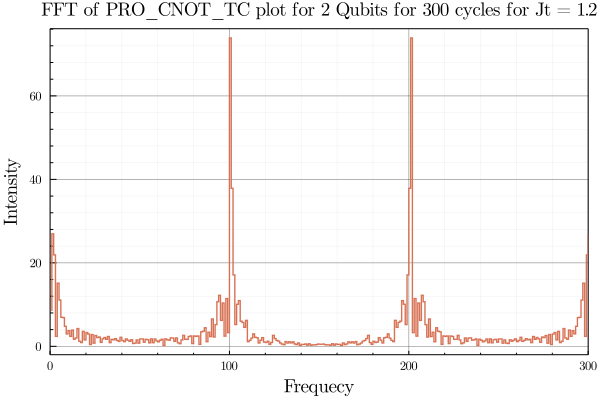 FFT of PRO_CNOT_TC plot for 2 Qubits for 300 cycles for Jt = 1.2
Intensity
60
40
20
0
0 100 200 300
Frequecy